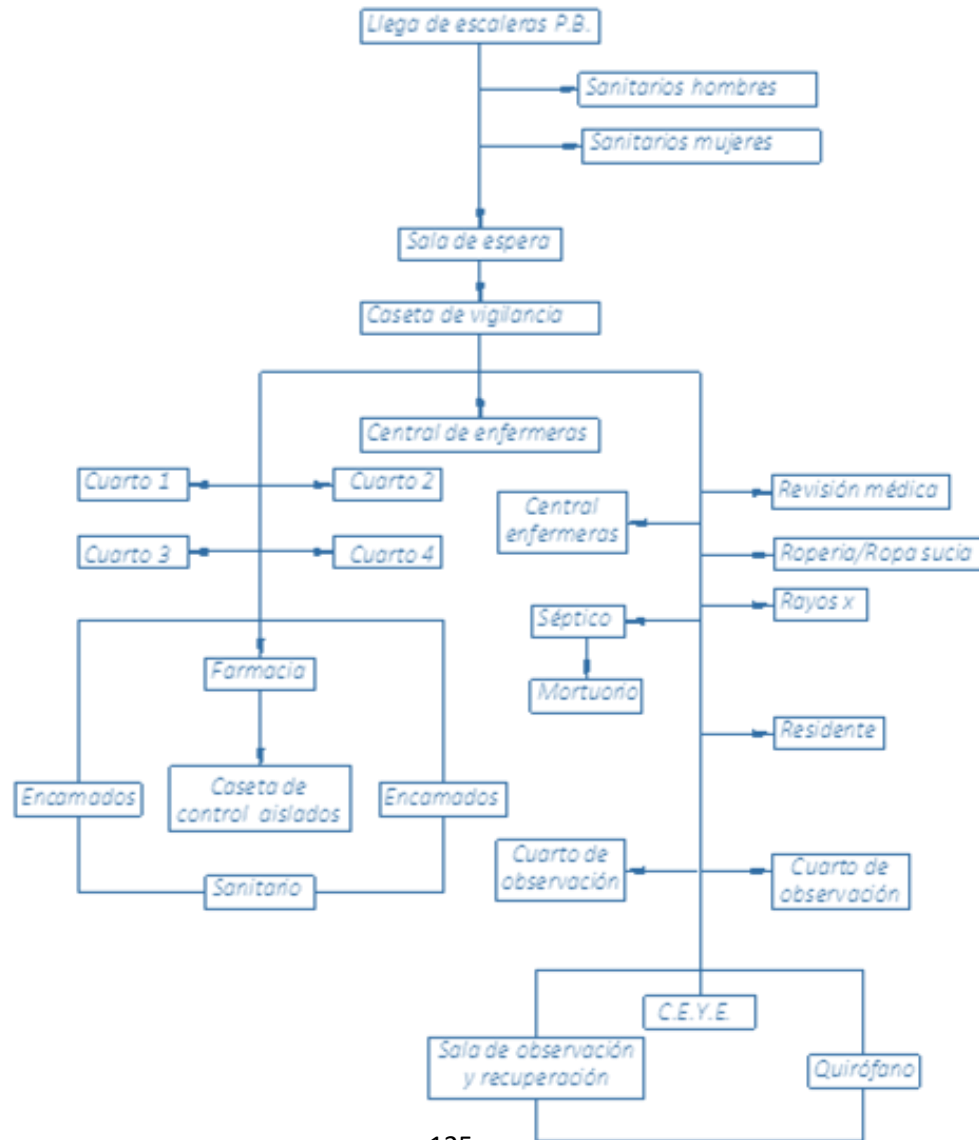 Llega de escaleras P.B.
Sanitarios hombres
Sanitarios mujeres
Sala de espera
Caseta de vigilancia
Central de enfermeras
Cuarto 1
Cuarto 2
Cuarto 3
Cuarto 4
Farmacia
Encamados
Caseta de
control aislados
Encamados
Sanitario
Revisión médica
Central
enfermeras
Roperia/Ropa sucia
Rayos x
Séptico
Mortuorio
Residente
Cuarto de
observación
Cuarto de
observación
C.E.Y.E.
Sala de observación
y recuperación
Quirófano